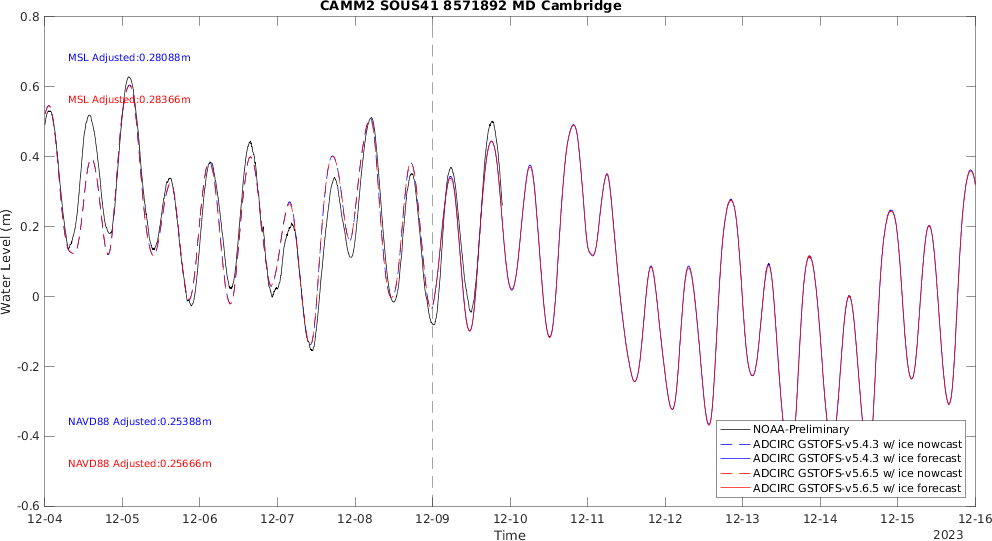 CAMM2 SOUS41 8571892 MD Cambridge
0.8
MSL Adjusted:0.28088m
0.6
MSL Adjusted:0.28366m
0.4
0.2
Water Level (m)
0
-0.2
NAVD88 Adjusted:0.25388m
-0.4
NAVD88 Adjusted:0.25666m
-0.6
NOAA-Preliminary
ADCIRC GSTOFS-v5.4.3 w/ ice nowcast
ADCIRC GSTOFS-v5.4.3 w/ ice forecast
ADCIRC GSTOFS-v5.6.5 w/ ice nowcast
ADCIRC GSTOFS-v5.6.5 w/ ice forecast
12-04 12-05 12-06 12-07 12-08 12-09 12-10 12-11 12-12 12-13 12-14 12-15 12-16
Time
2023